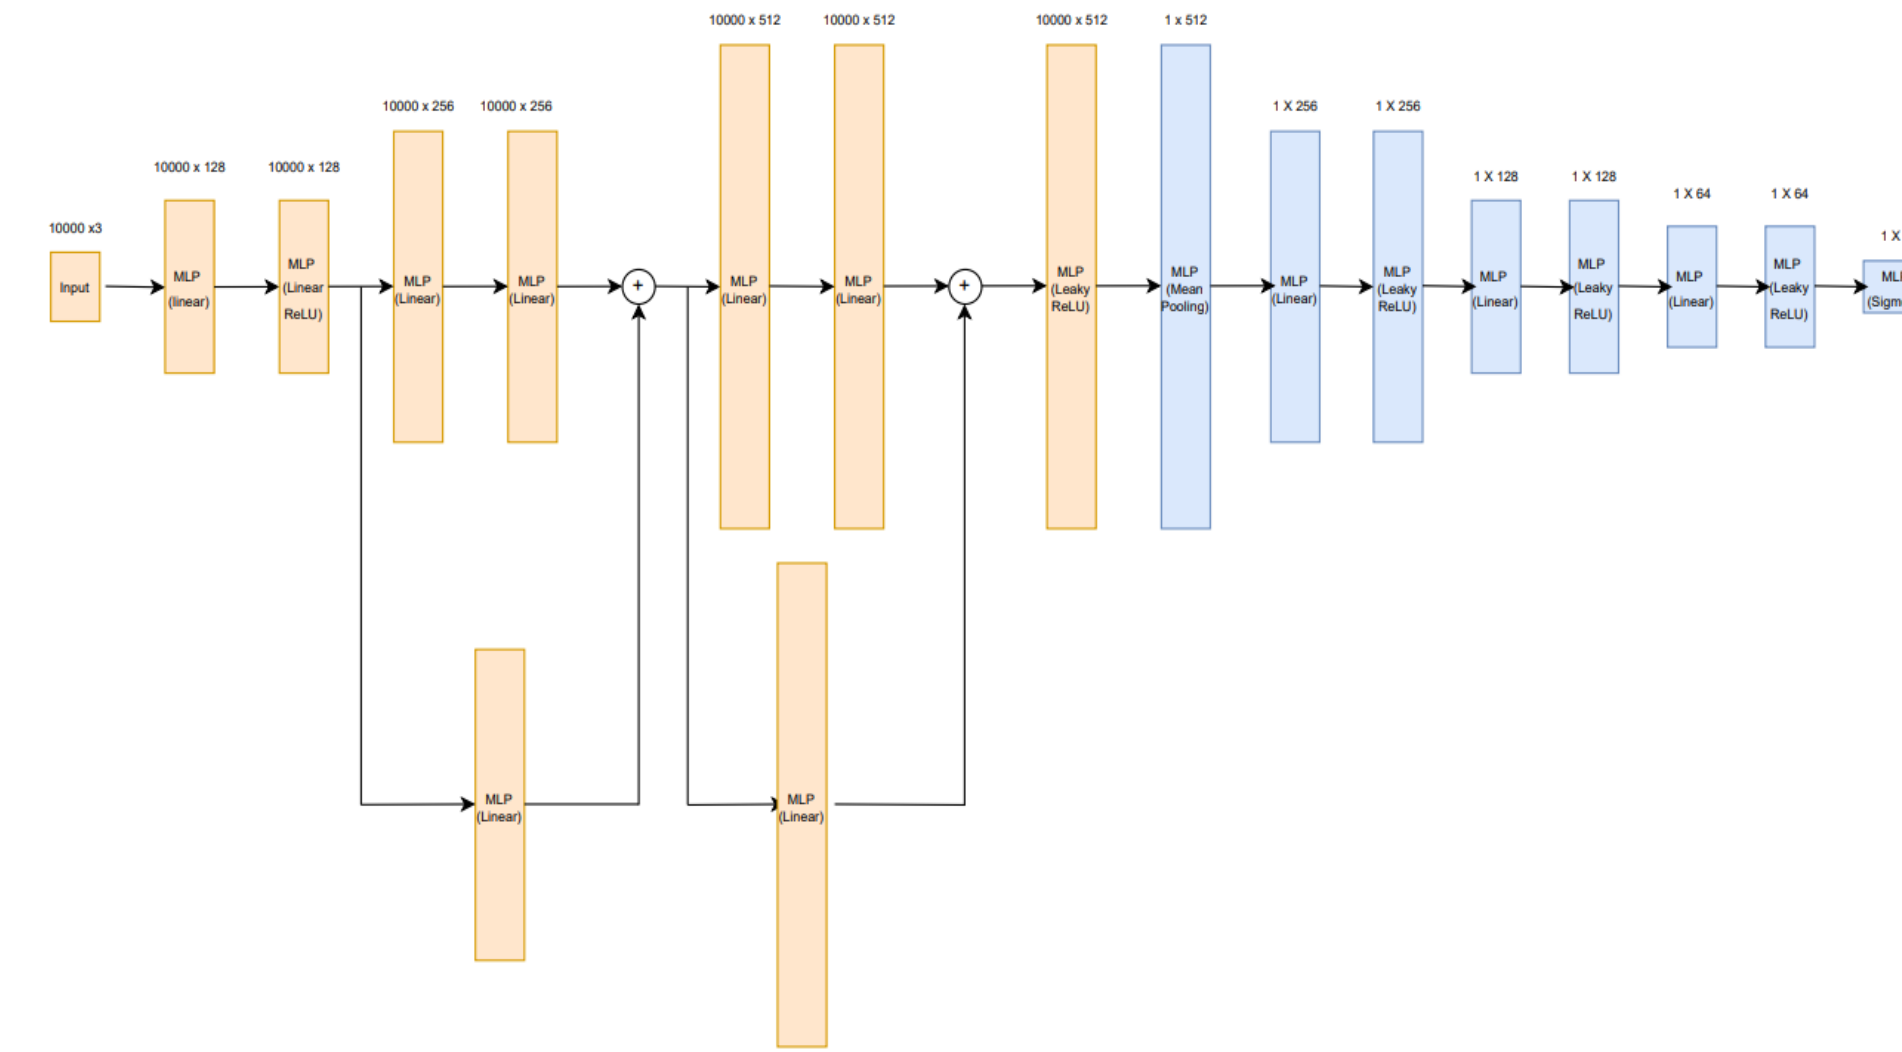 10000 x 512
10000 x 512
10000 x 512
1 x 512
10000 x 256
10000 x 256
1 X 256
1 X 256
10000 x 128
10000 x 128
1 X 128
1 X 128
1 X 64
1 X 64
10000 x3
1 X
Input
MLP
(linear)
MLP
(Linear
ReLU)
MLP
(Linear)
MLP
(Linear)
+
MLP
(Linear)
MLP
(Linear)
+
MLP
(Leaky
ReLU)
MLP
(Mean
Pooling)
MLP
(Linear)
MLP
(Leaky
ReLU)
MLP
(Linear)
MLP
(Leaky
ReLU)
MLP
(Linear)
MLP
(Leaky
ReLU)
MLP
(Linear)
MLP
(Linear)